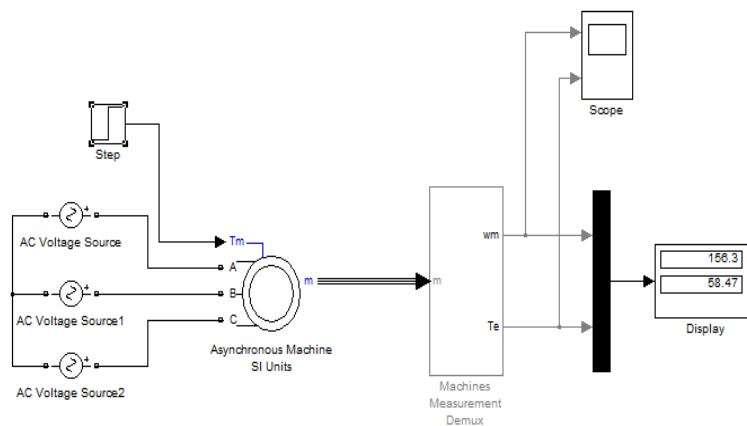 Scope
Step
AC Voltage Source
Tm
A
B
C
m
Asynchronous Machine
SI Units
AC Voltage Source1
AC Voltage Source2
m
wm
Te
Machines
Measurement
Demux
156.3
58.47
Display